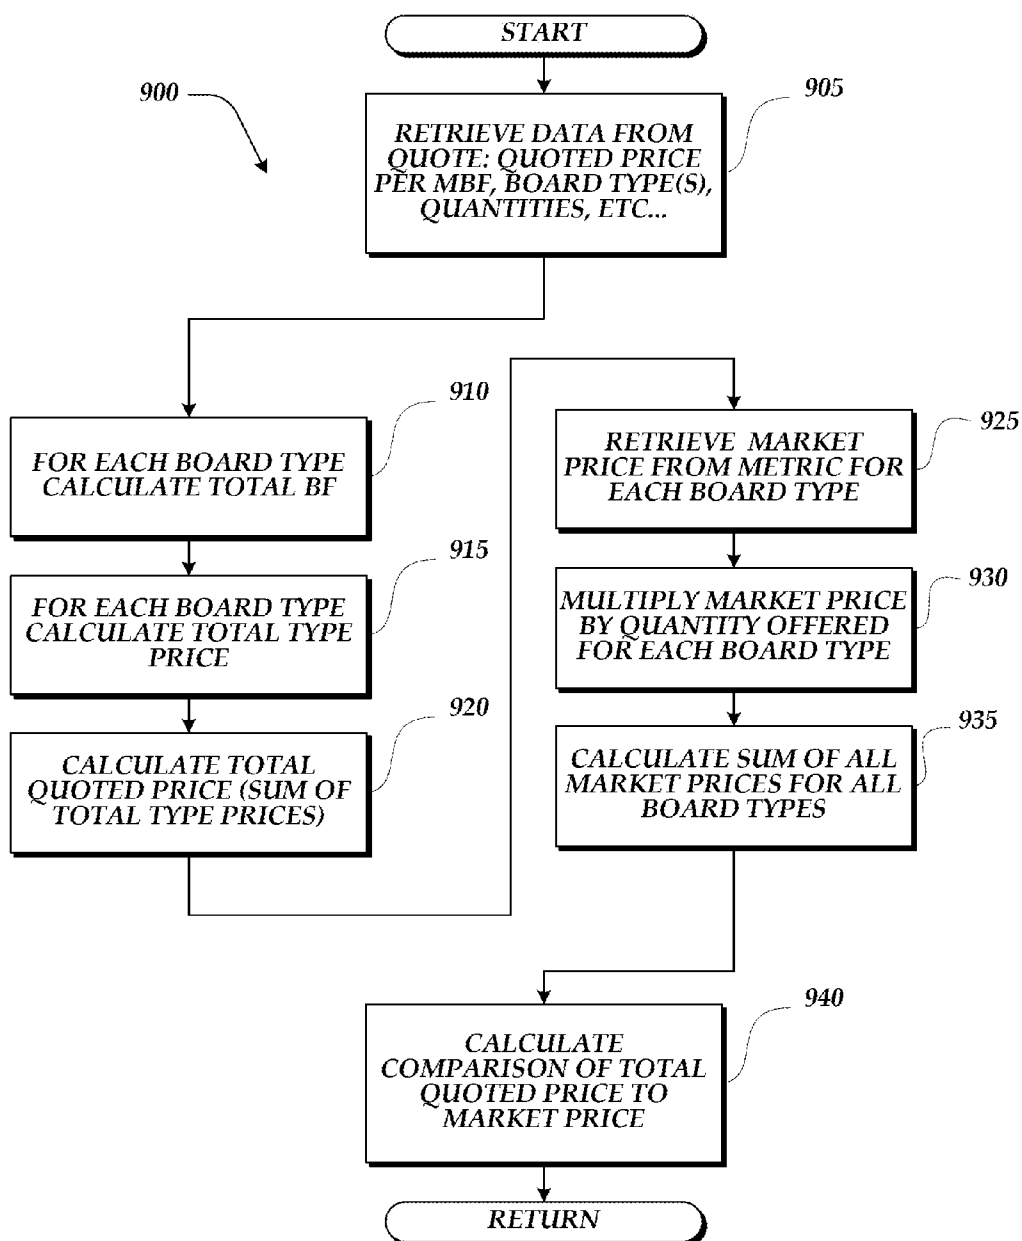 START
900
905
RETRIEVE DATA FROM
QUOTE: QUOTED PRICE
PER MBF, BOARD TYPE(S),
QUANTITIES, ETC...
910
FOR EACH BOARD TYPE
CALCULATE TOTAL BF
915
FOR EACH BOARD TYPE
CALCULATE TOTAL TYPE
PRICE
920
CALCULATE TOTAL
QUOTED PRICE (SUM OF
TOTAL TYPE PRICES)
925
RETRIEVE MARKET
PRICE FROM METRIC FOR
EACH BOARD TYPE
930
MULTIPLY MARKET PRICE
BY QUANTITY OFFERED
FOR EACH BOARD TYPE
935
CALCULATE SUM OF ALL
MARKET PRICES FOR ALL
BOARD TYPES
940
CALCULATE
COMPARISON OF TOTAL
QUOTED PRICE TO
MARKET PRICE
RETURN